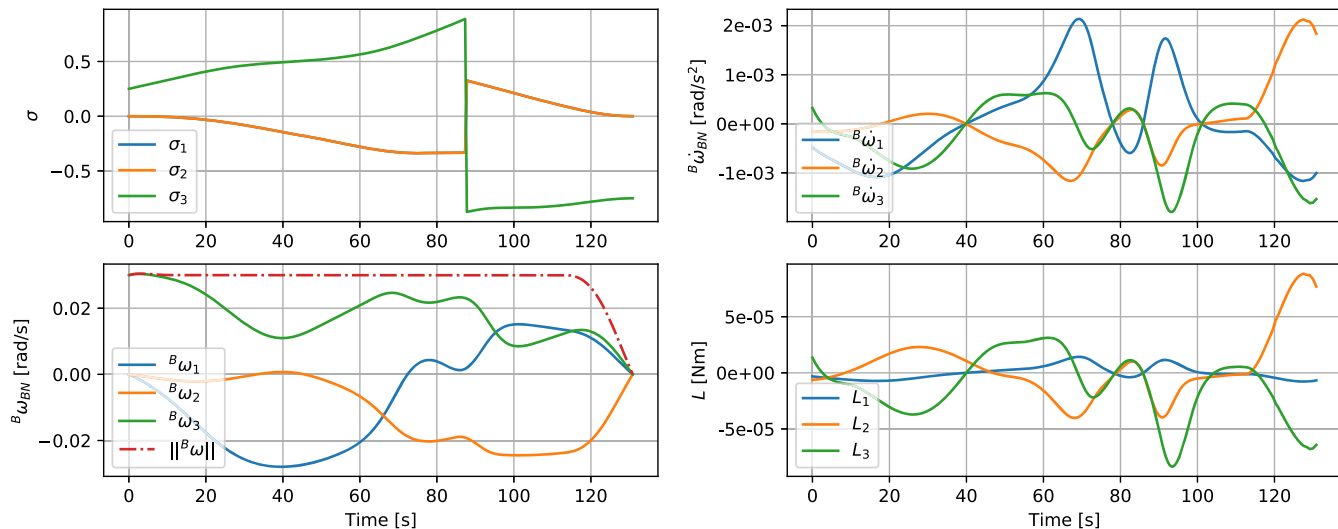 σ
0.5
0.0
−0.5
σ₁
σ₂
σ₃
0 20 40 60 80 100 120
ᴮω̇_BN [rad/s²]
2e-03
1e-03
0e+00
-1e-03
ᴮω̇₁
ᴮω̇₂
ᴮω̇₃
0 20 40 60 80 100 120
ᴮω_BN [rad/s]
0.02
0.00
−0.02
ᴮω₁
ᴮω₂
ᴮω₃
||ᴮω||
0 20 40 60 80 100 120
Time [s]
L [Nm]
5e-05
0e+00
-5e-05
L₁
L₂
L₃
0 20 40 60 80 100 120
Time [s]